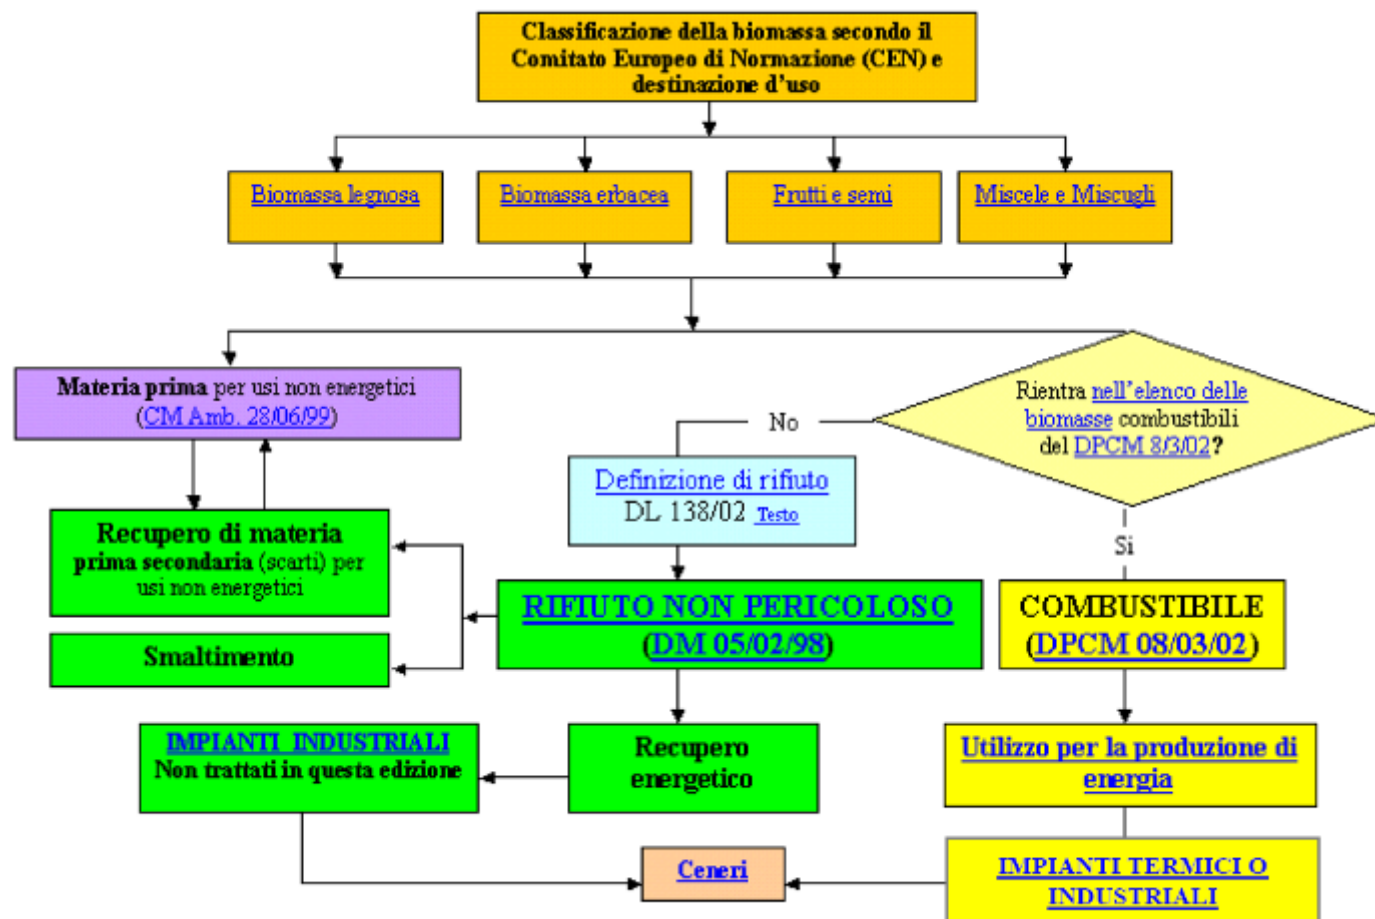 Classificazione della biomassa secondo il
Comitato Europeo di Normazione (CEN) e
destinazione d'uso
Biomassa legnosa
Biomassa erbacea
Frutti e semi
Miscele e Miscugli
Materia prima per usi non energetici
(CM Amb. 28/06/99)
Rientra nell'elenco delle
biomasse combustibili
del DPCM 8/3/02?
No
Definizione di rifiuto
DL 138/02 Testo
Si
Recupero di materia
prima secondaria (scarti) per
usi non energetici
RIFIUTO NON PERICOLOSO
(DM 05/02/98)
COMBUSTIBILE
(DPCM 08/03/02)
Smaltimento
IMPIANTI INDUSTRIALI
Non trattati in questa edizione
Recupero
energetico
Utilizzo per la produzione di
energia
Ceneri
IMPIANTI TERMICI O
INDUSTRIALI